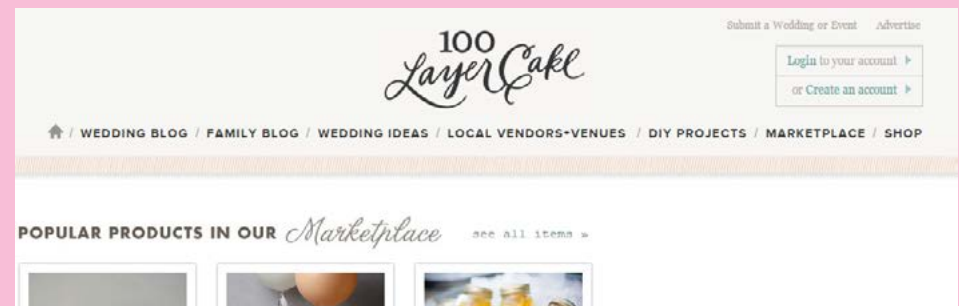 Submit a Wedding or Event Advertise
100
Layer Cake
Login to your account
or Create an account
/ WEDDING BLOG / FAMILY BLOG / WEDDING IDEAS / LOCAL VENDORS+VENUES / DIY PROJECTS / MARKETPLACE / SHOP
POPULAR PRODUCTS IN OUR Marketplace see all items »